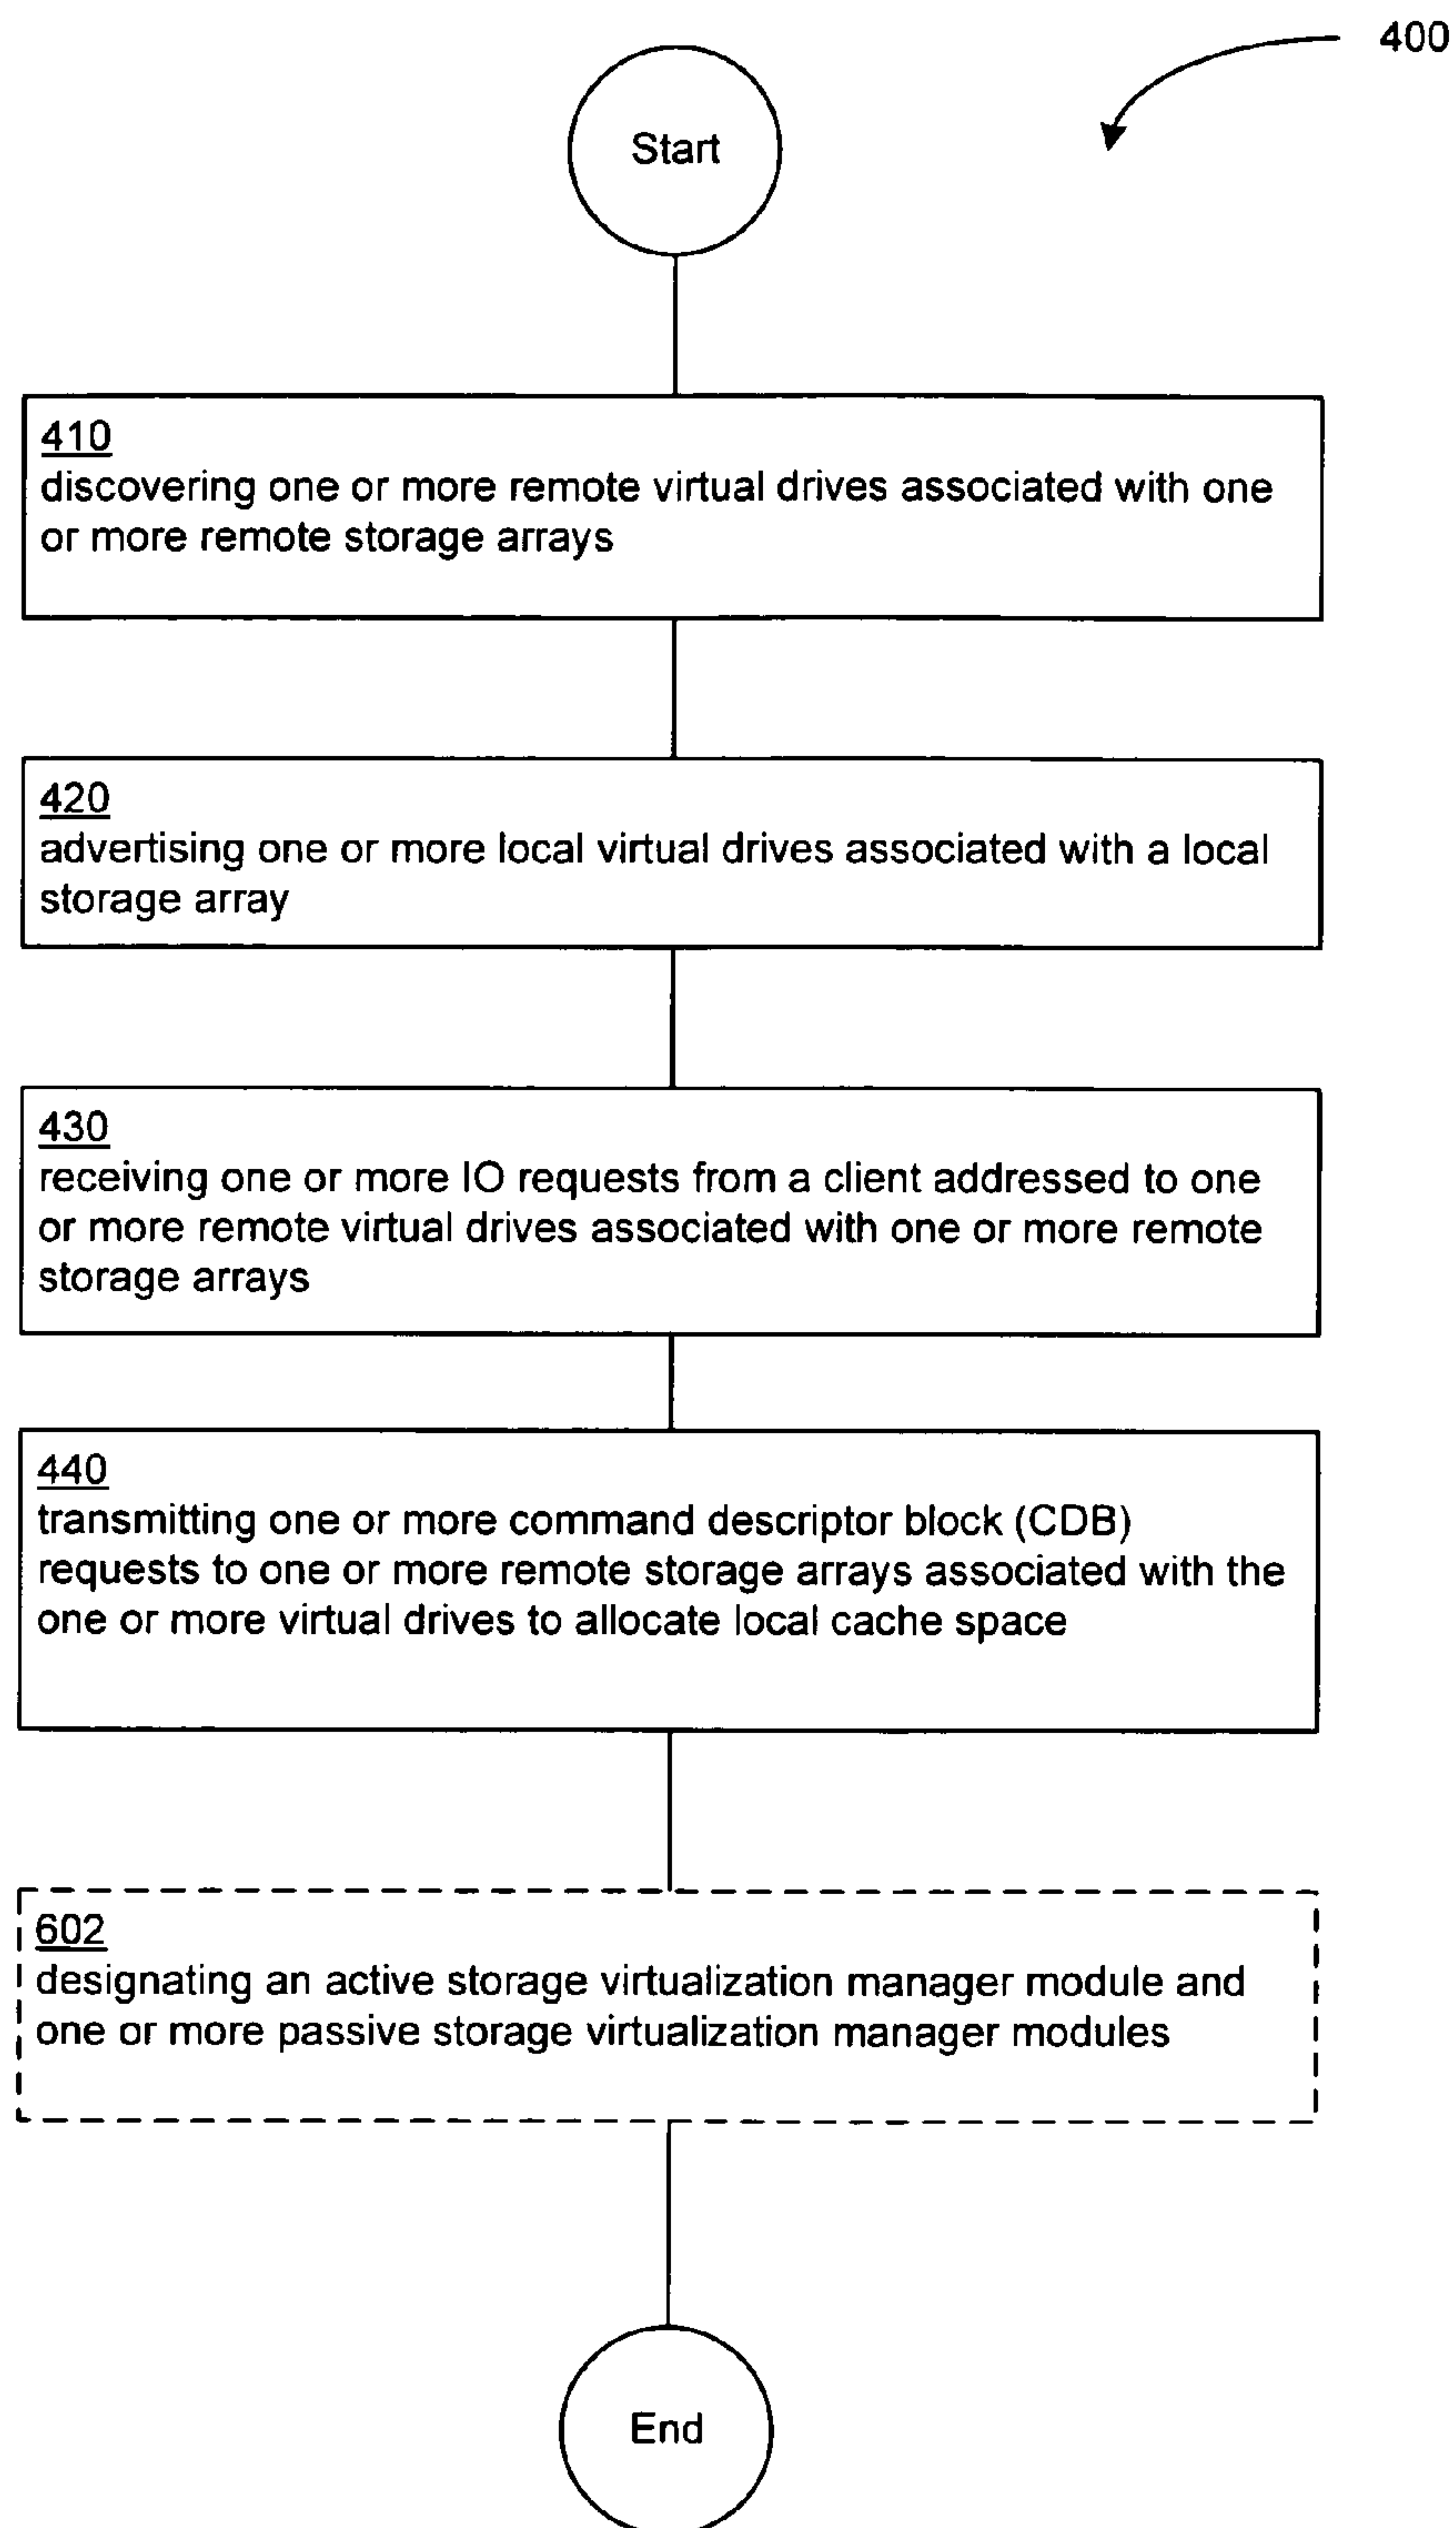 400
Start
410
discovering one or more remote virtual drives associated with one
or more remote storage arrays
420
advertising one or more local virtual drives associated with a local
storage array
430
receiving one or more IO requests from a client addressed to one
or more remote virtual drives associated with one or more remote
storage arrays
440
transmitting one or more command descriptor block (CDB)
requests to one or more remote storage arrays associated with the
one or more virtual drives to allocate local cache space
602
designating an active storage virtualization manager module and
one or more passive storage virtualization manager modules
End